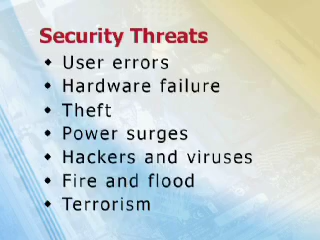 Security Threats
◆ User errors
◆ Hardware failure
◆ Theft
◆ Power surges
◆ Hackers and viruses
◆ Fire and flood
◆ Terrorism